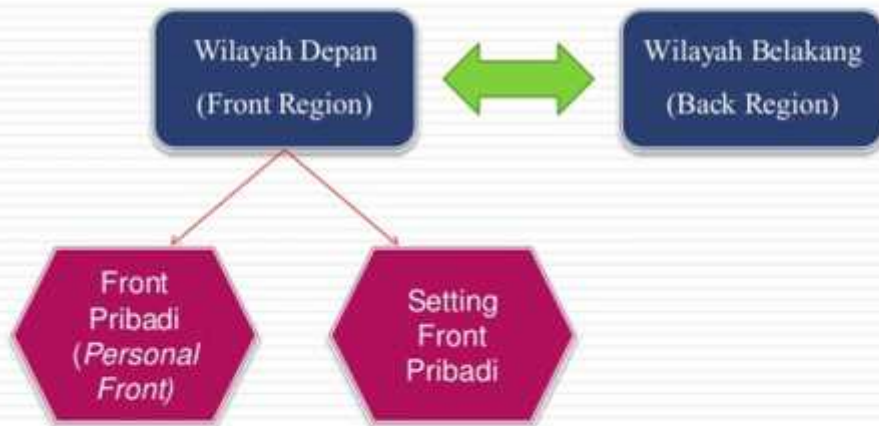 Wilayah Depan
(Front Region)
Wilayah Belakang
(Back Region)
Front
Pribadi
(Personal
Front)
Setting
Front
Pribadi